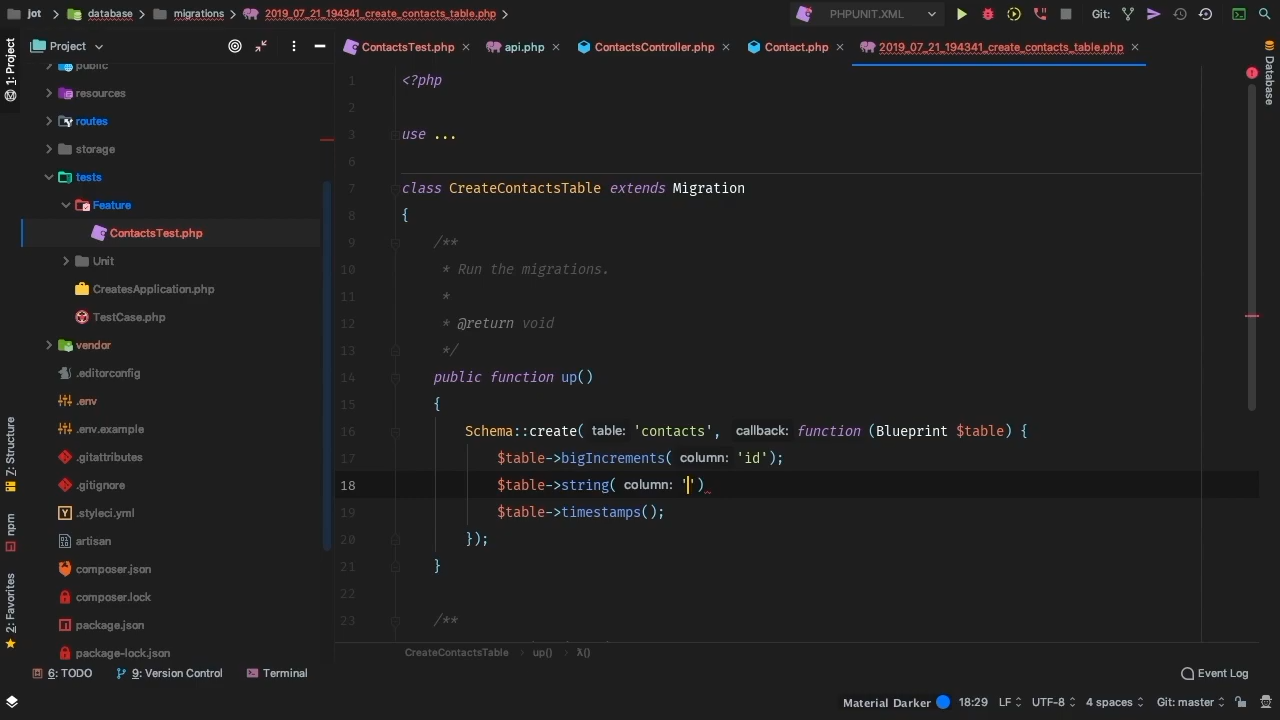 jot database migrations 2019_07_21_194341_create_contacts_table.php PHPUNIT.XML Git:
Project
ContactsTest.php api.php ContactsController.php Contact.php 2019_07_21_194341_create_contacts_table.php
1: Project
7: Structure
npm
2: Favorites
Database
public
resources
routes
storage
tests
Feature
ContactsTest.php
Unit
CreatesApplication.php
TestCase.php
vendor
.editorconfig
.env
.env.example
.gitattributes
.gitignore
.styleci.yml
artisan
composer.json
composer.lock
package.json
package-lock.json
1 <?php
2
3 use ...
6
7 class CreateContactsTable extends Migration
8 {
9 /**
10 * Run the migrations.
11 *
12 * @return void
13 */
14 public function up()
15 {
16 Schema::create( table: 'contacts', callback: function (Blueprint $table) {
17 $table->bigIncrements( column: 'id');
18 $table->string( column: '')
19 $table->timestamps();
20 });
21 }
22
23 /**
CreateContactsTable › up() › λ()
6: TODO 9: Version Control Terminal Event Log
Material Darker 18:29 LF UTF-8 4 spaces Git: master